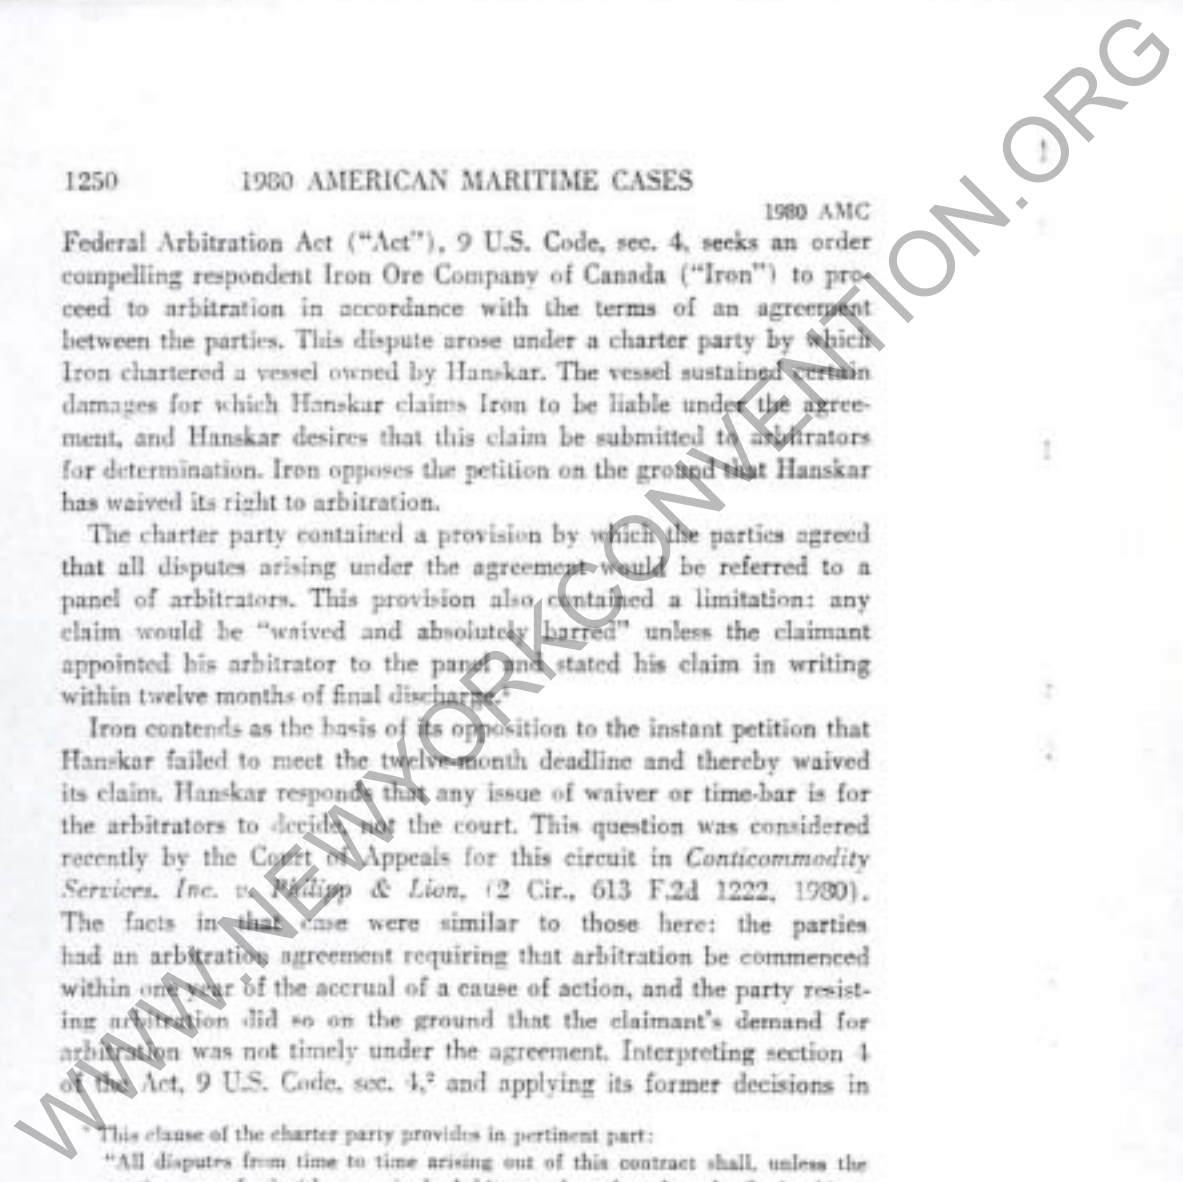 1250 1980 AMERICAN MARITIME CASES
1980 AMC
Federal Arbitration Act ("Act"), 9 U.S. Code, sec. 4, seeks an order
compelling respondent Iron Ore Company of Canada ("Iron") to pro-
ceed to arbitration in accordance with the terms of an agreement
between the parties. This dispute arose under a charter party by which
Iron chartered a vessel owned by Hanskar. The vessel sustained certain
damages for which Hanskar claims Iron to be liable under the agree-
ment, and Hanskar desires that this claim be submitted to arbitrators
for determination. Iron opposes the petition on the ground that Hanskar
has waived its right to arbitration.
The charter party contained a provision by which the parties agreed
that all disputes arising under the agreement would be referred to a
panel of arbitrators. This provision also contained a limitation: any
claim would be "waived and absolutely barred" unless the claimant
appointed his arbitrator to the panel and stated his claim in writing
within twelve months of final discharge.
Iron contends as the basis of its opposition to the instant petition that
Hanskar failed to meet the twelve-month deadline and thereby waived
its claim. Hanskar responds that any issue of waiver or time-bar is for
the arbitrators to decide, not the court. This question was considered
recently by the Court of Appeals for this circuit in Conticommodity
Services, Inc. v. Philipp & Lion, (2 Cir., 613 F.2d 1222, 1980).
The facts in that case were similar to those here: the parties
had an arbitration agreement requiring that arbitration be commenced
within one year of the accrual of a cause of action, and the party resist-
ing arbitration did so on the ground that the claimant's demand for
arbitration was not timely under the agreement. Interpreting section 4
of the Act, 9 U.S. Code, sec. 4,² and applying its former decisions in
This clause of the charter party provides in pertinent part:
"All disputes from time to time arising out of this contract shall, unless the
WWW.NEWYORKCONVENTION.ORG